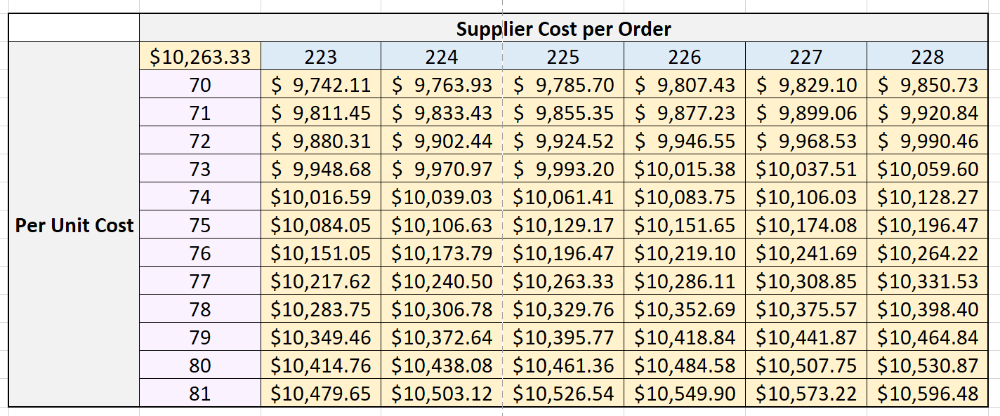 Supplier Cost per Order
$10,263.33 223 224 225 226 227 228
70 $ 9,742.11 $ 9,763.93 $ 9,785.70 $ 9,807.43 $ 9,829.10 $ 9,850.73
71 $ 9,811.45 $ 9,833.43 $ 9,855.35 $ 9,877.23 $ 9,899.06 $ 9,920.84
72 $ 9,880.31 $ 9,902.44 $ 9,924.52 $ 9,946.55 $ 9,968.53 $ 9,990.46
73 $ 9,948.68 $ 9,970.97 $ 9,993.20 $10,015.38 $10,037.51 $10,059.60
74 $10,016.59 $10,039.03 $10,061.41 $10,083.75 $10,106.03 $10,128.27
Per Unit Cost 75 $10,084.05 $10,106.63 $10,129.17 $10,151.65 $10,174.08 $10,196.47
76 $10,151.05 $10,173.79 $10,196.47 $10,219.10 $10,241.69 $10,264.22
77 $10,217.62 $10,240.50 $10,263.33 $10,286.11 $10,308.85 $10,331.53
78 $10,283.75 $10,306.78 $10,329.76 $10,352.69 $10,375.57 $10,398.40
79 $10,349.46 $10,372.64 $10,395.77 $10,418.84 $10,441.87 $10,464.84
80 $10,414.76 $10,438.08 $10,461.36 $10,484.58 $10,507.75 $10,530.87
81 $10,479.65 $10,503.12 $10,526.54 $10,549.90 $10,573.22 $10,596.48